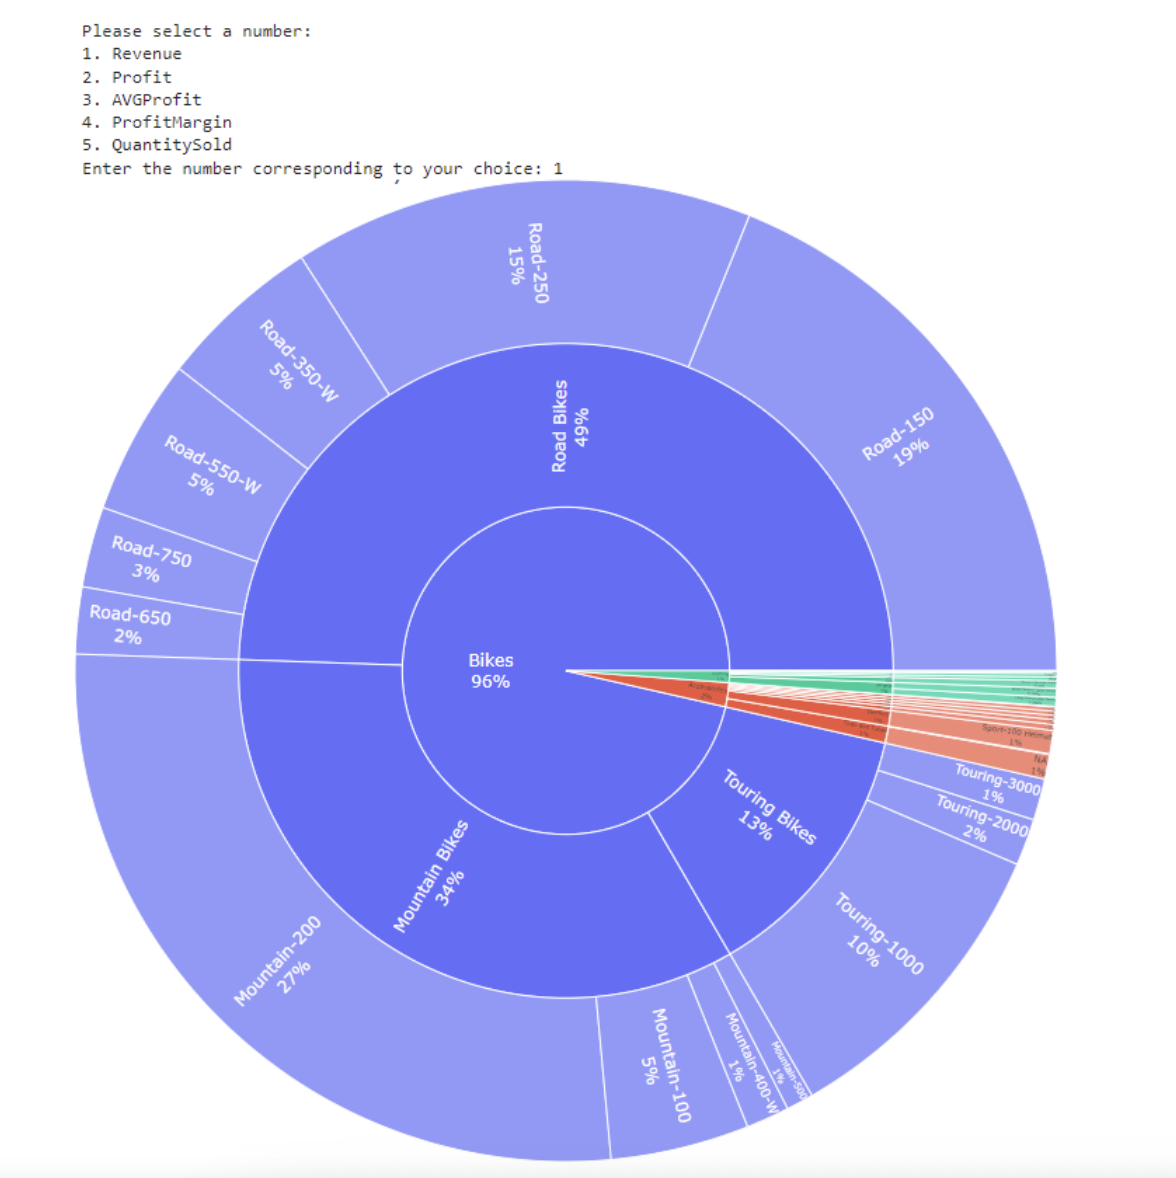 Please select a number:
1. Revenue
2. Profit
3. AVGProfit
4. ProfitMargin
5. QuantitySold
Enter the number corresponding to your choice: 1
Road-250
15%
Road-150
19%
Road-350-W
5%
Road Bikes
49%
Road-550-W
5%
Road-750
3%
Road-650
2%
Bikes
96%
Accessories
2%
Sport-100 Helmet
1%
NA
1%
Touring-3000
1%
Touring-2000
2%
Touring Bikes
13%
Touring-1000
10%
Mountain Bikes
34%
Mountain-200
27%
Mountain-100
5%
Mountain-400-W
1%
Mountain-500
1%